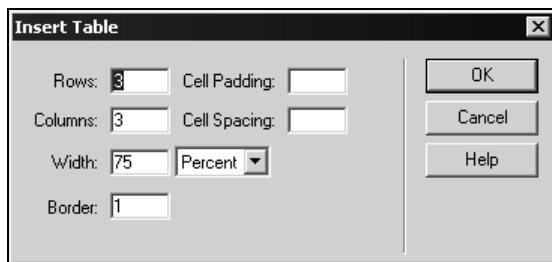 Insert Table
Rows: 3 Cell Padding: OK
Columns: 3 Cell Spacing: Cancel
Width: 75 Percent Help
Border: 1